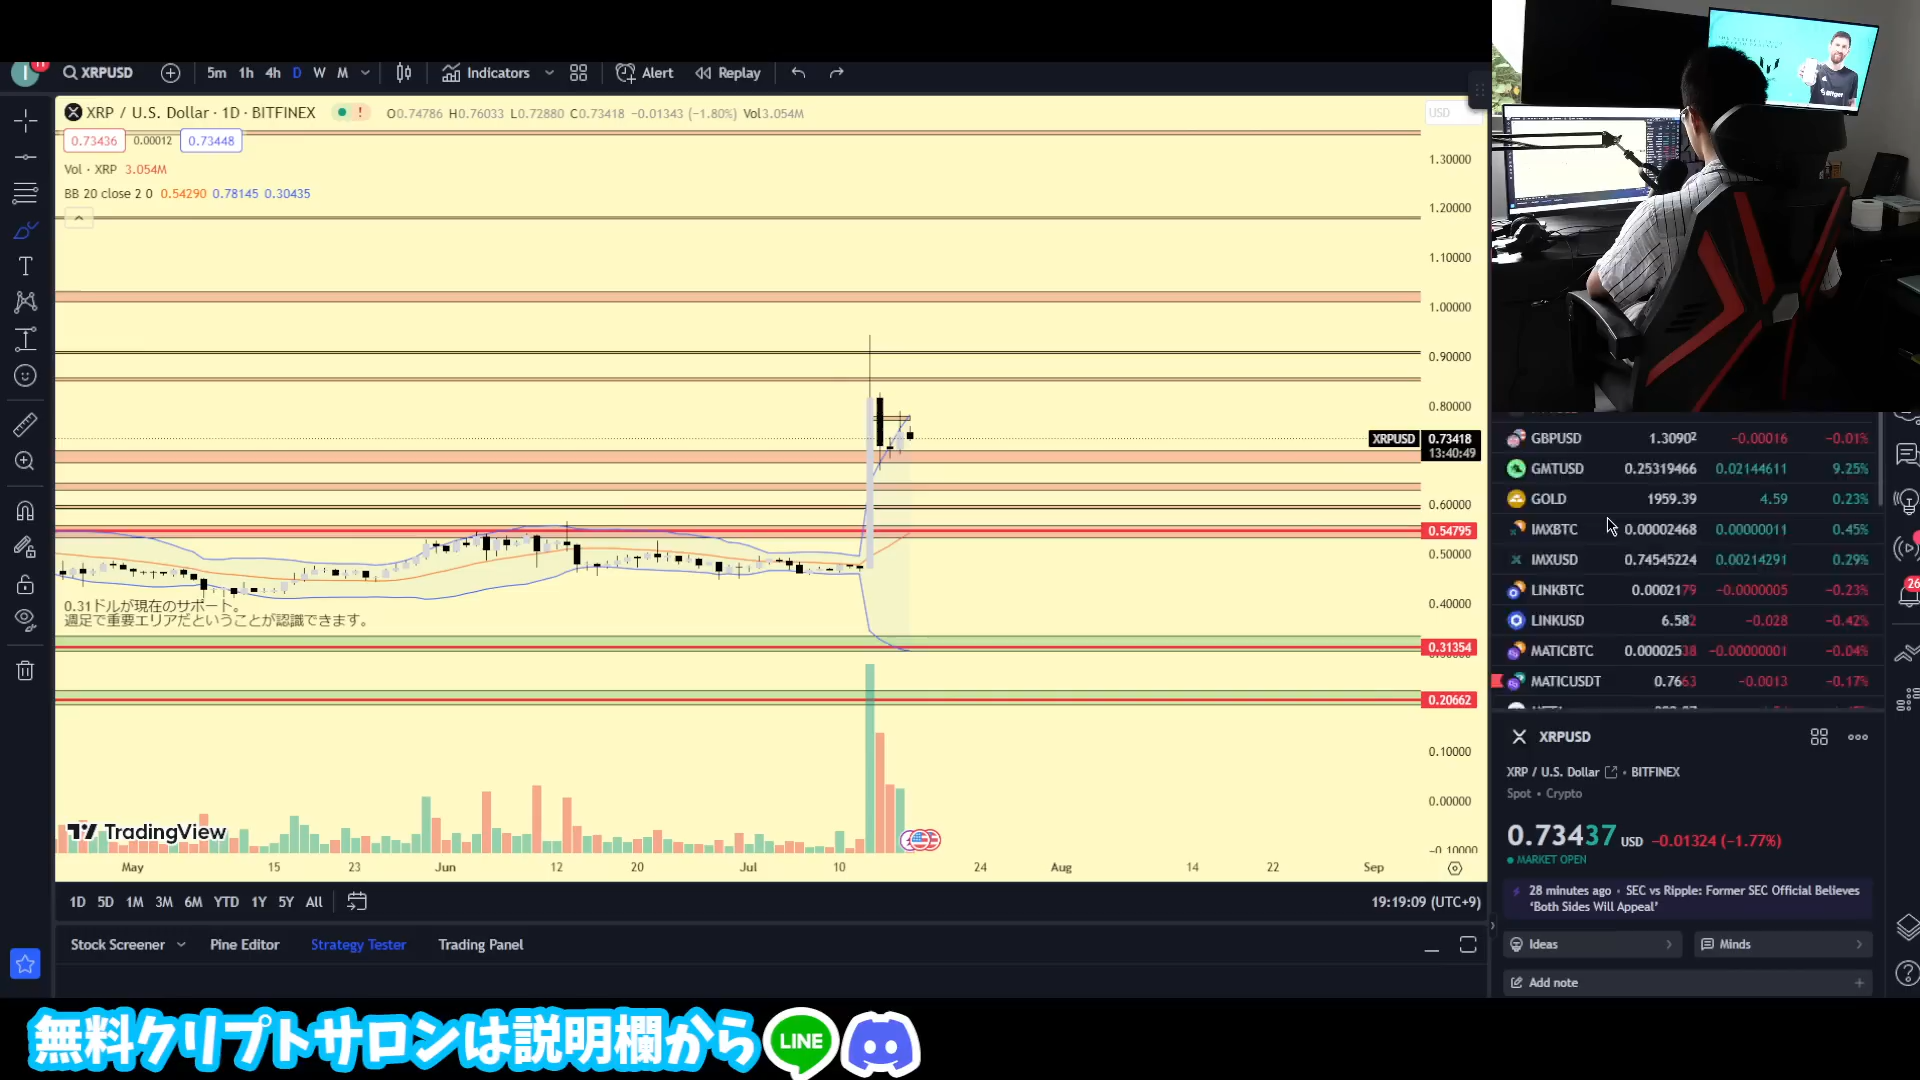 XRPUSD 5m 1h 4h D W M Indicators Alert Replay
XRP / U.S. Dollar · 1D · BITFINEX ! O0.74786 H0.76033 L0.72880 C0.73418 −0.01343 (−1.80%) Vol3.054M
USD
0.73436 0.00012 0.73448
Vol · XRP 3.054M
BB 20 close 2 0 0.54290 0.78145 0.30435
1.30000
1.20000
1.10000
1.00000
0.90000
0.80000
XRPUSD 0.73418
13:40:49
0.60000
0.54795
0.50000
0.40000
0.31ドルが現在のサポート。
週足で重要エリアだということが認識できます。
0.31354
0.20662
0.10000
0.00000
−0.10000
TradingView
May 15 23 Jun 12 20 Jul 10 24 Aug 14 22 Sep
1D 5D 1M 3M 6M YTD 1Y 5Y All
19:19:09 (UTC+9)
Stock Screener Pine Editor Strategy Tester Trading Panel
GBPUSD 1.30902 −0.00016 −0.01%
GMTUSD 0.25319466 0.02144611 9.25%
GOLD 1959.39 4.59 0.23%
IMXBTC 0.00002468 0.00000011 0.45%
IMXUSD 0.74545224 0.00214291 0.29%
LINKBTC 0.0002179 −0.0000005 −0.23%
LINKUSD 6.582 −0.028 −0.42%
MATICBTC 0.00002538 −0.00000001 −0.04%
MATICUSDT 0.7663 −0.0013 −0.17%
26
XRPUSD
XRP / U.S. Dollar · BITFINEX
Spot · Crypto
0.73437 USD −0.01324 (−1.77%)
MARKET OPEN
28 minutes ago · SEC vs Ripple: Former SEC Official Believes
'Both Sides Will Appeal'
Ideas
Minds
Add note
無料クリプトサロンは説明欄から
LINE